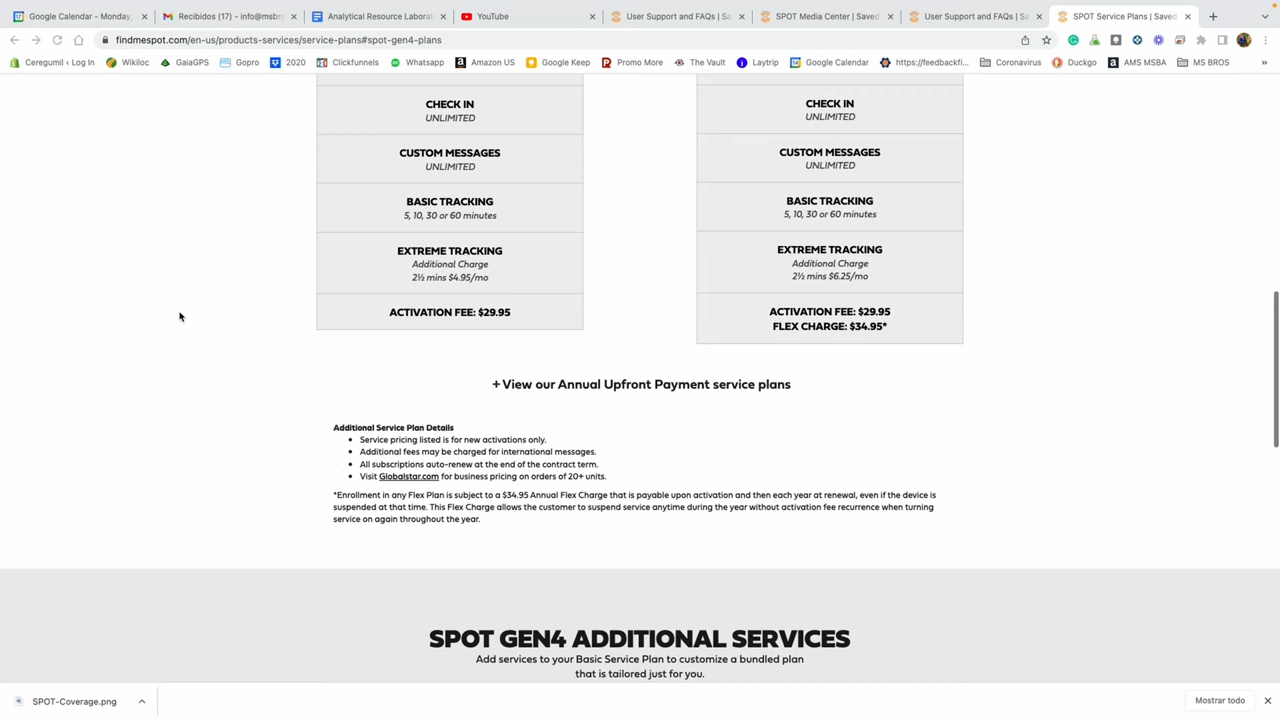 Google Calendar - Monday,
Recibidos (17) - info@msbro
Analytical Resource Laborat
YouTube
User Support and FAQs | Sa
SPOT Media Center | Saved
User Support and FAQs | Sa
SPOT Service Plans | Saved
findmespot.com/en-us/products-services/service-plans#spot-gen4-plans
Ceregumil ‹ Log In
Wikiloc
GaiaGPS
Gopro
2020
Clickfunnels
Whatsapp
Amazon US
Google Keep
Promo More
The Vault
Laytrip
Google Calendar
https://feedbackfi...
Coronavirus
Duckgo
AMS MSBA
MS BROS
»
CHECK IN
UNLIMITED
CUSTOM MESSAGES
UNLIMITED
BASIC TRACKING
5, 10, 30 or 60 minutes
EXTREME TRACKING
Additional Charge
2½ mins $4.95/mo
ACTIVATION FEE: $29.95
CHECK IN
UNLIMITED
CUSTOM MESSAGES
UNLIMITED
BASIC TRACKING
5, 10, 30 or 60 minutes
EXTREME TRACKING
Additional Charge
2½ mins $6.25/mo
ACTIVATION FEE: $29.95
FLEX CHARGE: $34.95*
+ View our Annual Upfront Payment service plans
Additional Service Plan Details
• Service pricing listed is for new activations only.
• Additional fees may be charged for international messages.
• All subscriptions auto-renew at the end of the contract term.
• Visit Globalstar.com for business pricing on orders of 20+ units.
*Enrollment in any Flex Plan is subject to a $34.95 Annual Flex Charge that is payable upon activation and then each year at renewal, even if the device is
suspended at that time. This Flex Charge allows the customer to suspend service anytime during the year without activation fee recurrence when turning
service on again throughout the year.
SPOT GEN4 ADDITIONAL SERVICES
Add services to your Basic Service Plan to customize a bundled plan
that is tailored just for you.
SPOT-Coverage.png
Mostrar todo